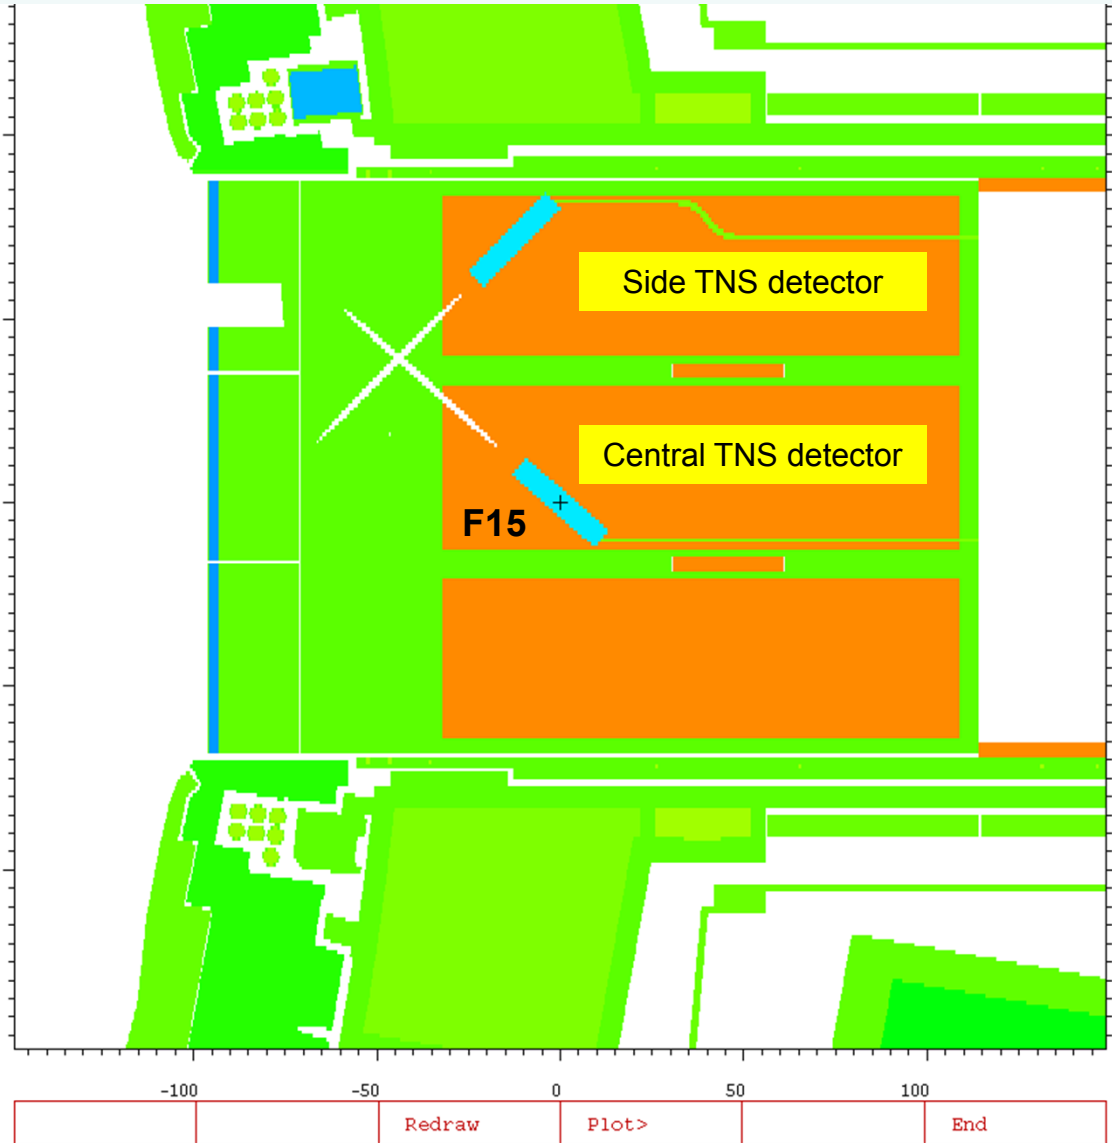 Side TNS detector
Central TNS detector
F15
-100 -50 0 50 100
Redraw Plot> End